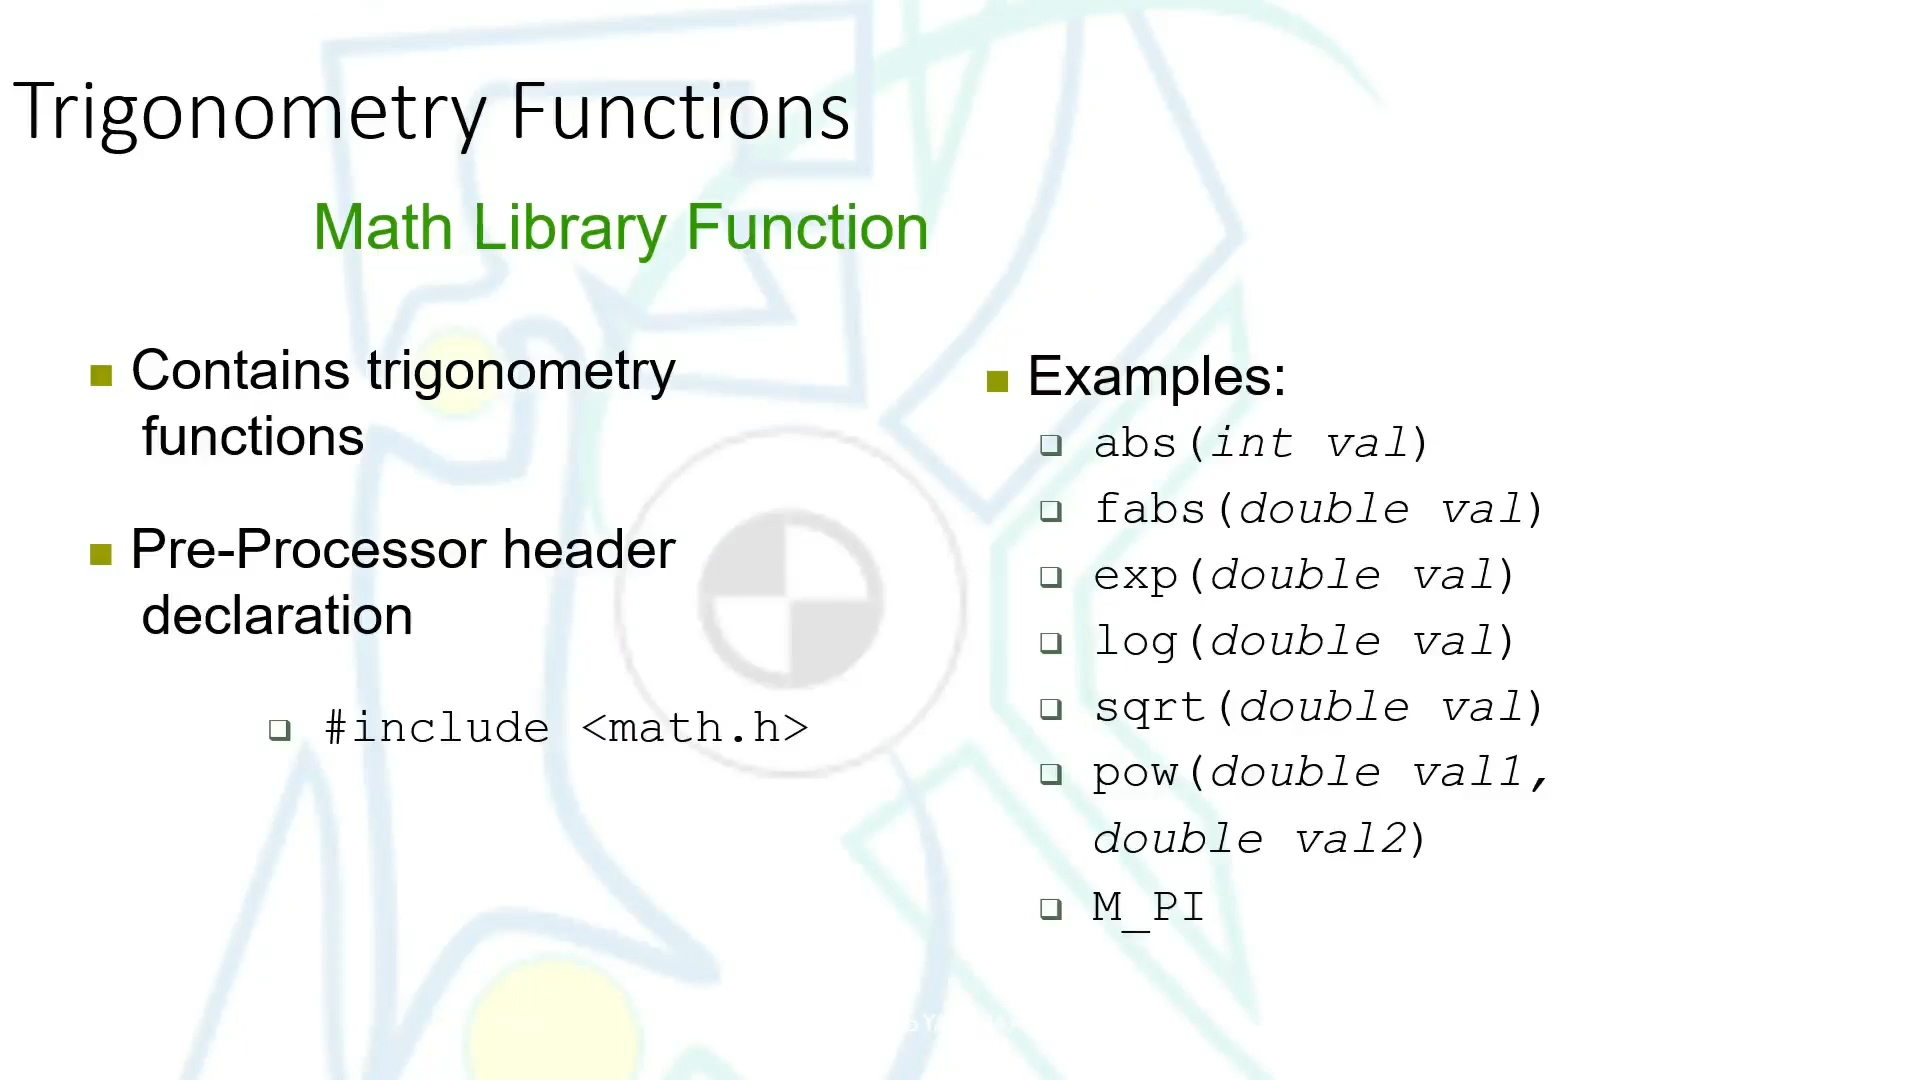 Trigonometry Functions
Math Library Function
Contains trigonometry
functions
Pre-Processor header
declaration
#include <math.h>
Examples:
abs(int val)
fabs(double val)
exp(double val)
log(double val)
sqrt(double val)
pow(double val1,
double val2)
M_PI